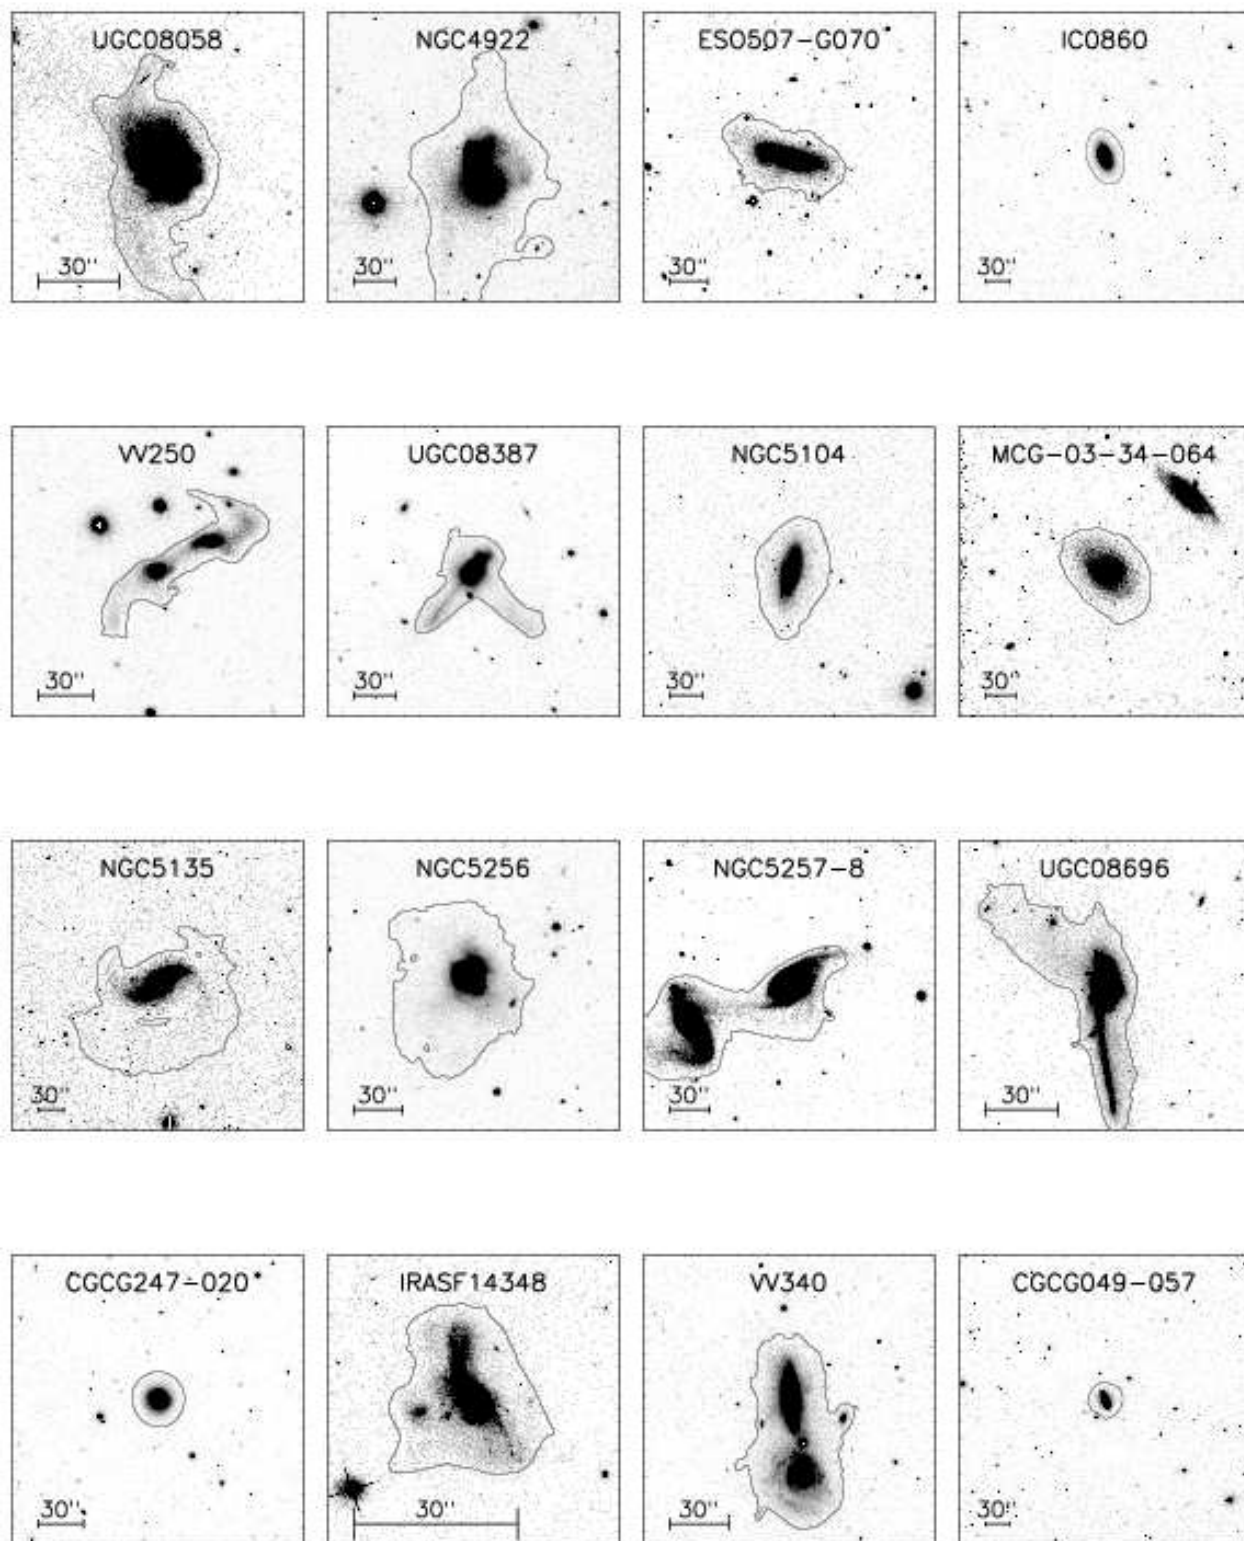 UGC08058 NGC4922 ESO507-G070 IC0860
30'' 30'' 30'' 30''
VV250 UGC08387 NGC5104 MCG-03-34-064
30'' 30'' 30'' 30''
NGC5135 NGC5256 NGC5257-8 UGC08696
30'' 30'' 30'' 30''
CGCG247-020 IRASF14348 VV340 CGCG049-057
30'' 30'' 30'' 30''